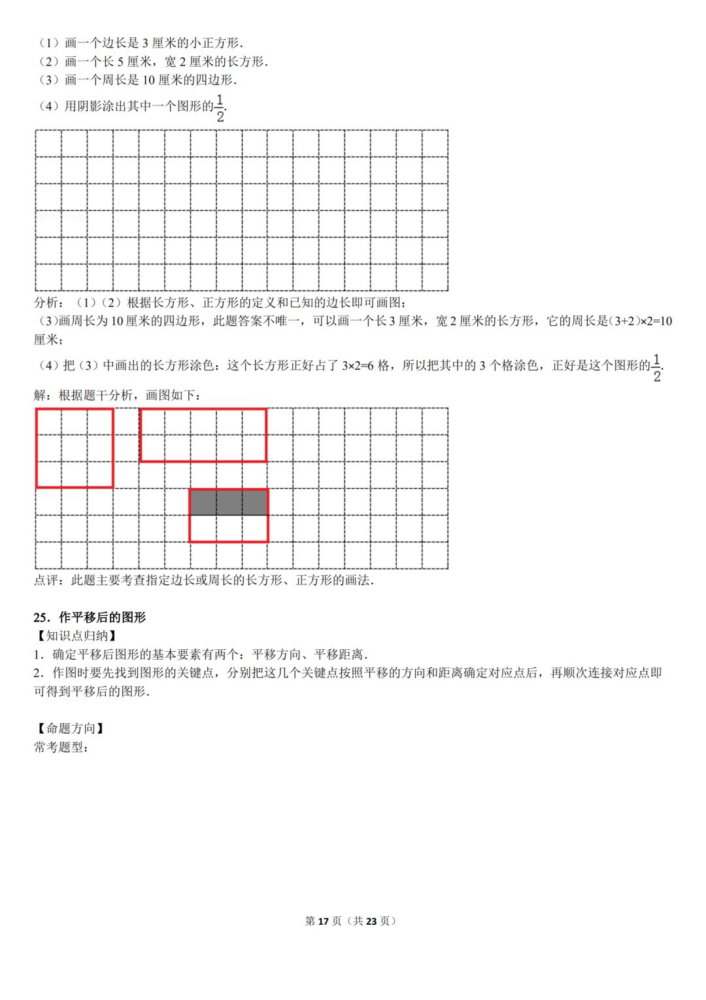 （1）画一个边长是 3 厘米的小正方形．
（2）画一个长 5 厘米，宽 2 厘米的长方形．
（3）画一个周长是 10 厘米的四边形．
（4）用阴影涂出其中一个图形的1/2．
分析：（1）（2）根据长方形、正方形的定义和已知的边长即可画图；
（3）画周长为 10 厘米的四边形，此题答案不唯一，可以画一个长 3 厘米，宽 2 厘米的长方形，它的周长是（3+2）×2=10
厘米；
（4）把（3）中画出的长方形涂色：这个长方形正好占了 3×2=6 格，所以把其中的 3 个格涂色，正好是这个图形的1/2．
解：根据题干分析，画图如下：
点评：此题主要考查指定边长或周长的长方形、正方形的画法．
25．作平移后的图形
【知识点归纳】
1．确定平移后图形的基本要素有两个：平移方向、平移距离．
2．作图时要先找到图形的关键点，分别把这几个关键点按照平移的方向和距离确定对应点后，再顺次连接对应点即
可得到平移后的图形．
【命题方向】
常考题型：
第 17 页（共 23 页）